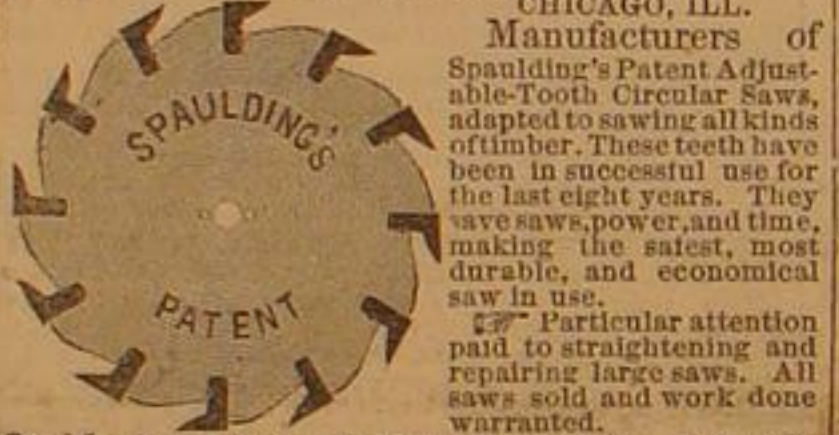 CHICAGO, ILL.
Manufacturers of
Spaulding's Patent Adjust-
able-Tooth Circular Saws,
adapted to sawing all kinds
of timber. These teeth have
been in successful use for
the last eight years. They
save saws, power, and time,
making the safest, most
durable, and economical
saw in use.
☞ Particular attention
paid to straightening and
repairing large saws. All
saws sold and work done
warranted.
SPAULDING'S
PATENT